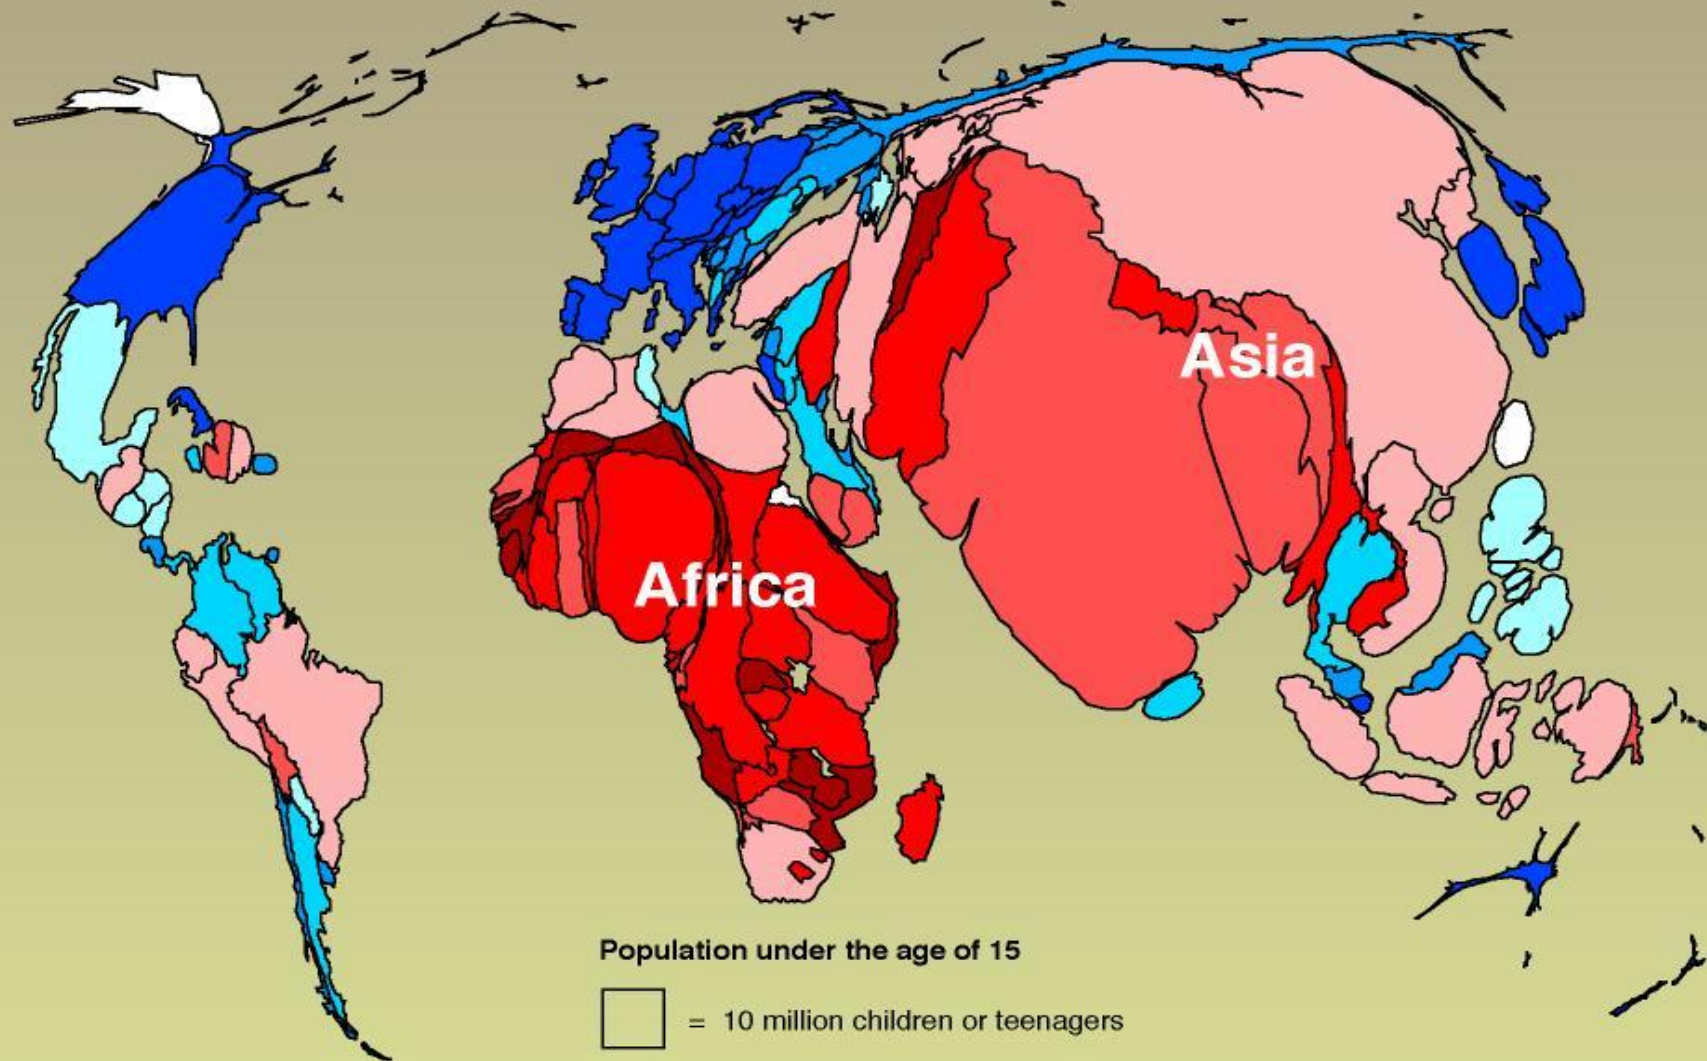 Asia
Africa
Population under the age of 15
= 10 million children or teenagers